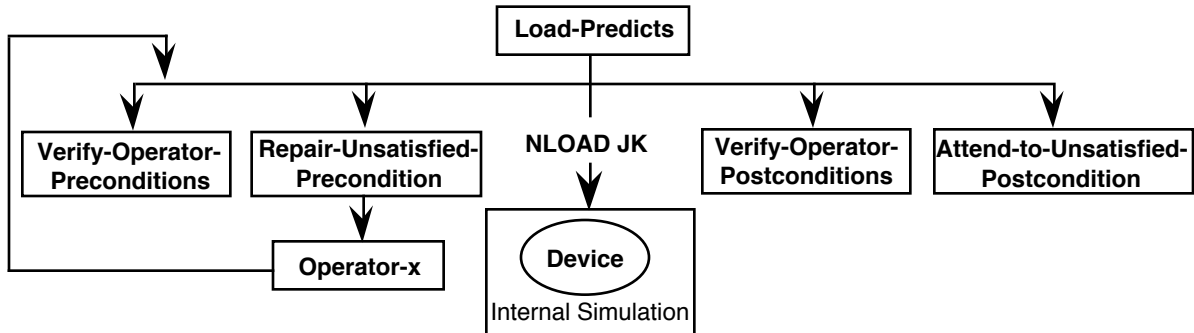 Load-Predicts
Verify-Operator-
Preconditions
Repair-Unsatisfied-
Precondition
NLOAD JK
Verify-Operator-
Postconditions
Attend-to-Unsatisfied-
Postcondition
Operator-x
Device
Internal Simulation